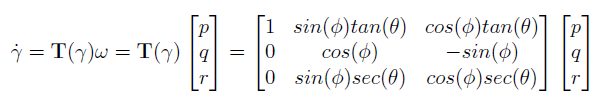 γ̇ = T(γ)ω = T(γ) [p q r] = [1 sin(ϕ)tan(θ) cos(ϕ)tan(θ); 0 cos(ϕ) −sin(ϕ); 0 sin(ϕ)sec(θ) cos(ϕ)sec(θ)] [p q r]